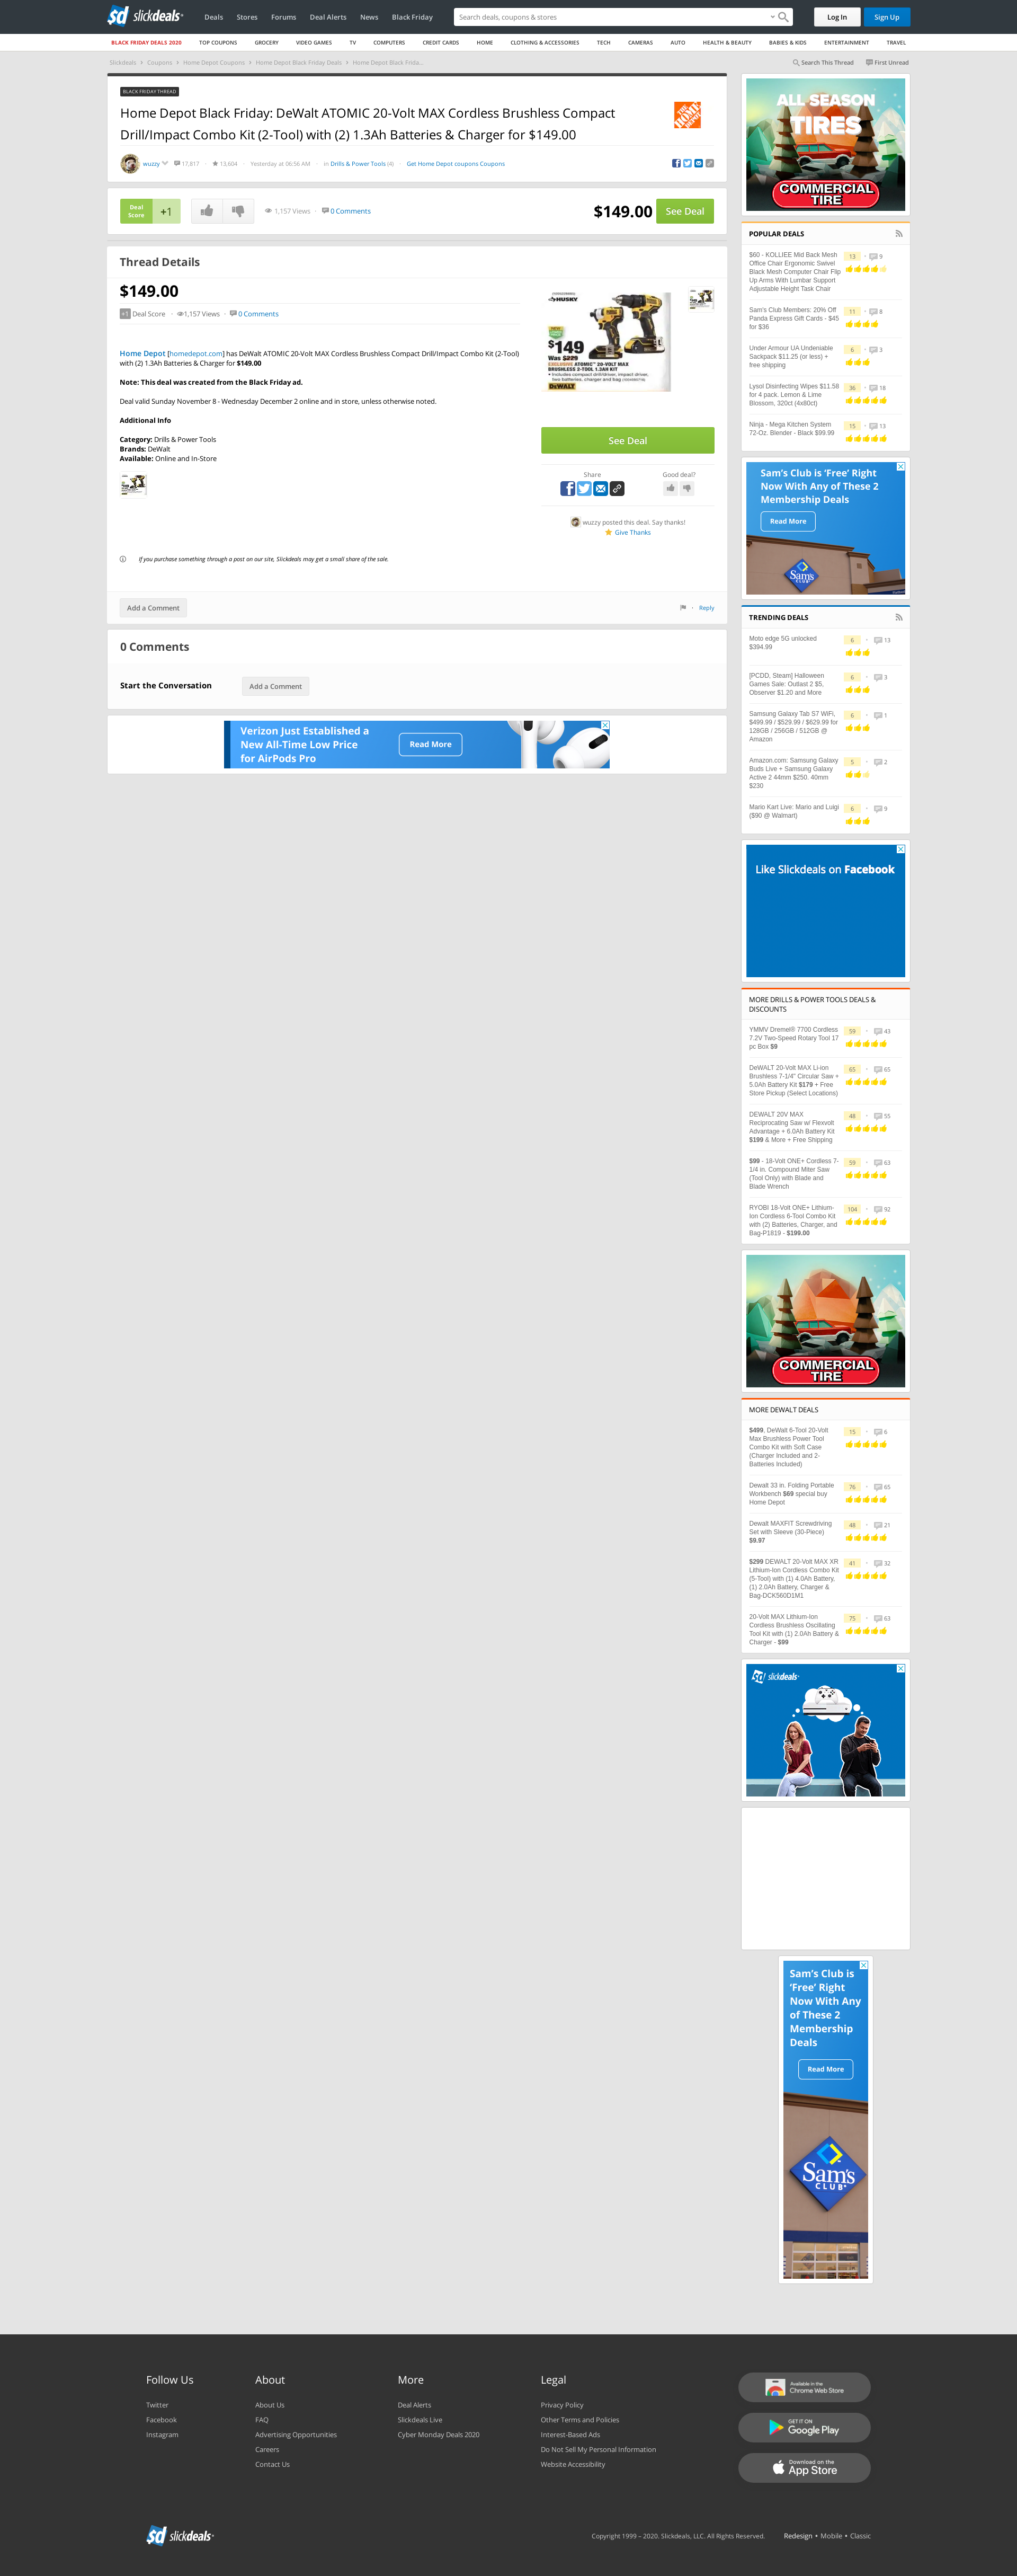 slickdeals
Deals
Stores
Forums
Deal Alerts
News
Black Friday
Search deals, coupons & stores
Log In
Sign Up
BLACK FRIDAY DEALS 2020
TOP COUPONS
GROCERY
VIDEO GAMES
TV
COMPUTERS
CREDIT CARDS
HOME
CLOTHING & ACCESSORIES
TECH
CAMERAS
AUTO
HEALTH & BEAUTY
BABIES & KIDS
ENTERTAINMENT
TRAVEL
Slickdeals > Coupons > Home Depot Coupons > Home Depot Black Friday Deals > Home Depot Black Frida...
Search This Thread
First Unread
BLACK FRIDAY THREAD
Home Depot Black Friday: DeWalt ATOMIC 20-Volt MAX Cordless Brushless Compact
Drill/Impact Combo Kit (2-Tool) with (2) 1.3Ah Batteries & Charger for $149.00
wuzzy 17,817 · 13,604 · Yesterday at 06:56 AM · in Drills & Power Tools (4) · Get Home Depot coupons Coupons
Deal
Score
+1
1,157 Views · 0 Comments
$149.00
See Deal
Thread Details
$149.00
+1 Deal Score · 1,157 Views · 0 Comments
Home Depot [homedepot.com] has DeWalt ATOMIC 20-Volt MAX Cordless Brushless Compact Drill/Impact Combo Kit (2-Tool)
with (2) 1.3Ah Batteries & Charger for $149.00
Note: This deal was created from the Black Friday ad.
Deal valid Sunday November 8 - Wednesday December 2 online and in store, unless otherwise noted.
Additional Info
Category: Drills & Power Tools
Brands: DeWalt
Available: Online and In-Store
HUSKY
$149
Was $229
EXCLUSIVE ATOMIC 20-VOLT MAX
BRUSHLESS 2-TOOL 1.3AH KIT
• Includes compact drill/driver, impact driver,
two batteries, charger and bag
DEWALT
See Deal
Share
Good deal?
wuzzy posted this deal. Say thanks!
Give Thanks
If you purchase something through a post on our site, Slickdeals may get a small share of the sale.
Add a Comment
Reply
0 Comments
Start the Conversation
Add a Comment
Verizon Just Established a
New All-Time Low Price
for AirPods Pro
Read More
ALL SEASON
TIRES
COMMERCIAL
TIRE
POPULAR DEALS
$60 - KOLLIEE Mid Back Mesh
Office Chair Ergonomic Swivel
Black Mesh Computer Chair Flip
Up Arms With Lumbar Support
Adjustable Height Task Chair
13 · 9
Sam's Club Members: 20% Off
Panda Express Gift Cards - $45
for $36
11 · 8
Under Armour UA Undeniable
Sackpack $11.25 (or less) +
free shipping
6 · 3
Lysol Disinfecting Wipes $11.58
for 4 pack. Lemon & Lime
Blossom, 320ct (4x80ct)
36 · 18
Ninja - Mega Kitchen System
72-Oz. Blender - Black $99.99
15 · 13
Sam's Club is 'Free' Right
Now With Any of These 2
Membership Deals
Read More
Sam's
CLUB
TRENDING DEALS
Moto edge 5G unlocked
$394.99
6 · 13
[PCDD, Steam] Halloween
Games Sale: Outlast 2 $5,
Observer $1.20 and More
6 · 3
Samsung Galaxy Tab S7 WiFi,
$499.99 / $529.99 / $629.99 for
128GB / 256GB / 512GB @
Amazon
6 · 1
Amazon.com: Samsung Galaxy
Buds Live + Samsung Galaxy
Active 2 44mm $250. 40mm
$230
5 · 2
Mario Kart Live: Mario and Luigi
($90 @ Walmart)
6 · 9
Like Slickdeals on Facebook
MORE DRILLS & POWER TOOLS DEALS &
DISCOUNTS
YMMV Dremel® 7700 Cordless
7.2V Two-Speed Rotary Tool 17
pc Box $9
59 · 43
DeWALT 20-Volt MAX Li-ion
Brushless 7-1/4" Circular Saw +
5.0Ah Battery Kit $179 + Free
Store Pickup (Select Locations)
65 · 65
DEWALT 20V MAX
Reciprocating Saw w/ Flexvolt
Advantage + 6.0Ah Battery Kit
$199 & More + Free Shipping
48 · 55
$99 - 18-Volt ONE+ Cordless 7-
1/4 in. Compound Miter Saw
(Tool Only) with Blade and
Blade Wrench
59 · 63
RYOBI 18-Volt ONE+ Lithium-
Ion Cordless 6-Tool Combo Kit
with (2) Batteries, Charger, and
Bag-P1819 - $199.00
104 · 92
COMMERCIAL
TIRE
MORE DEWALT DEALS
$499, DeWalt 6-Tool 20-Volt
Max Brushless Power Tool
Combo Kit with Soft Case
(Charger Included and 2-
Batteries Included)
15 · 6
Dewalt 33 in. Folding Portable
Workbench $69 special buy
Home Depot
76 · 65
Dewalt MAXFIT Screwdriving
Set with Sleeve (30-Piece)
$9.97
48 · 21
$299 DEWALT 20-Volt MAX XR
Lithium-Ion Cordless Combo Kit
(5-Tool) with (1) 4.0Ah Battery,
(1) 2.0Ah Battery, Charger &
Bag-DCK560D1M1
41 · 32
20-Volt MAX Lithium-Ion
Cordless Brushless Oscillating
Tool Kit with (1) 2.0Ah Battery &
Charger - $99
75 · 63
slickdeals
Sam's Club is
'Free' Right
Now With Any
of These 2
Membership
Deals
Read More
Sam's
CLUB
Follow Us
Twitter
Facebook
Instagram
About
About Us
FAQ
Advertising Opportunities
Careers
Contact Us
More
Deal Alerts
Slickdeals Live
Cyber Monday Deals 2020
Legal
Privacy Policy
Other Terms and Policies
Interest-Based Ads
Do Not Sell My Personal Information
Website Accessibility
Available in the
Chrome Web Store
GET IT ON
Google Play
Download on the
App Store
slickdeals
Copyright 1999 – 2020. Slickdeals, LLC. All Rights Reserved.
Redesign • Mobile • Classic